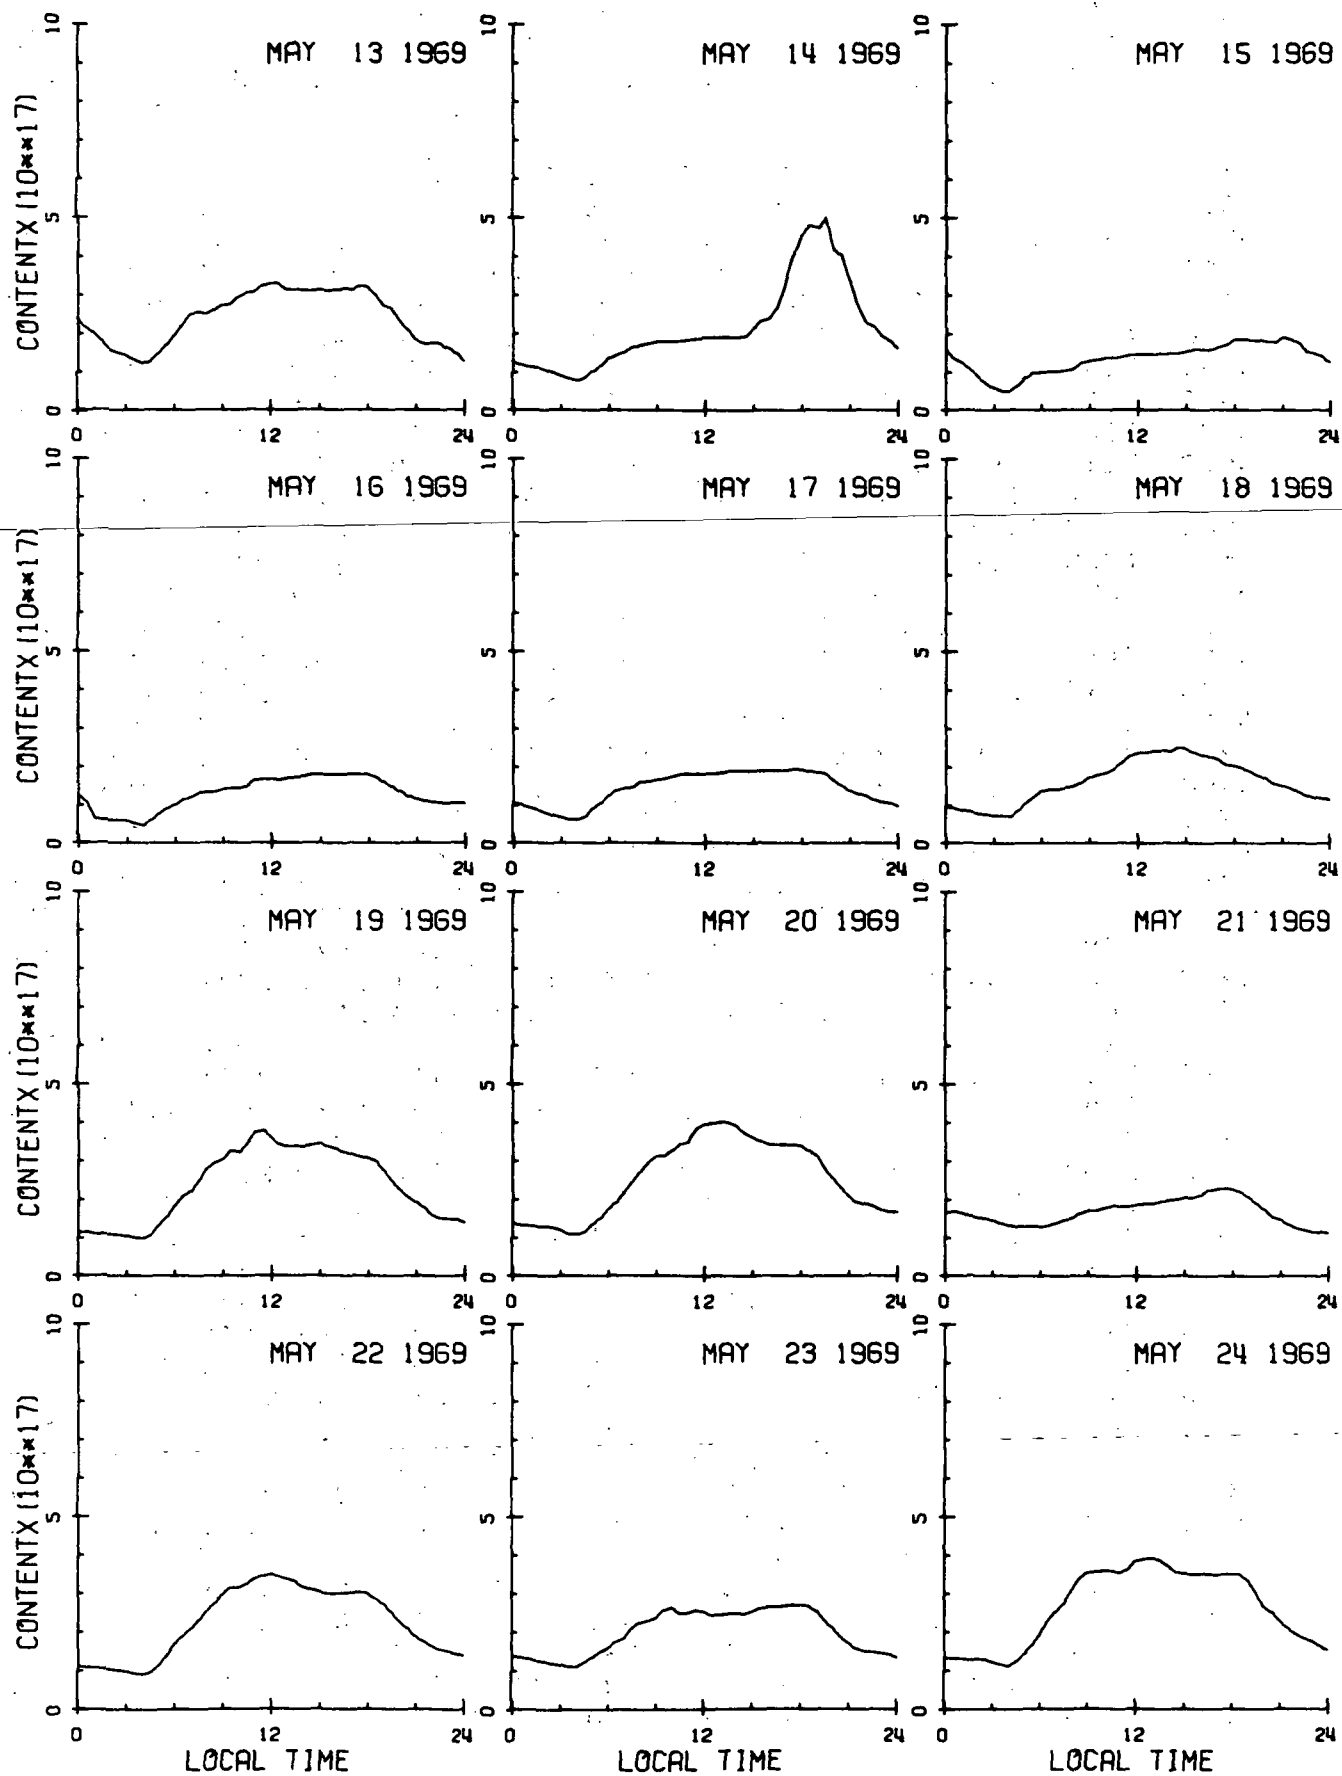 MAY 13 1969
MAY 14 1969
MAY 15 1969
CONTENTX (10**17)
10
5
0
0 12 24
10
5
0
0 12 24
10
5
0
0 12 24
MAY 16 1969
MAY 17 1969
MAY 18 1969
CONTENTX (10**17)
10
5
0
0 12 24
10
5
0
0 12 24
10
5
0
0 12 24
MAY 19 1969
MAY 20 1969
MAY 21 1969
CONTENTX (10**17)
10
5
0
0 12 24
10
5
0
0 12 24
10
5
0
0 12 24
MAY 22 1969
MAY 23 1969
MAY 24 1969
CONTENTX (10**17)
10
5
0
0 12 24
10
5
0
0 12 24
10
5
0
0 12 24
LOCAL TIME
LOCAL TIME
LOCAL TIME